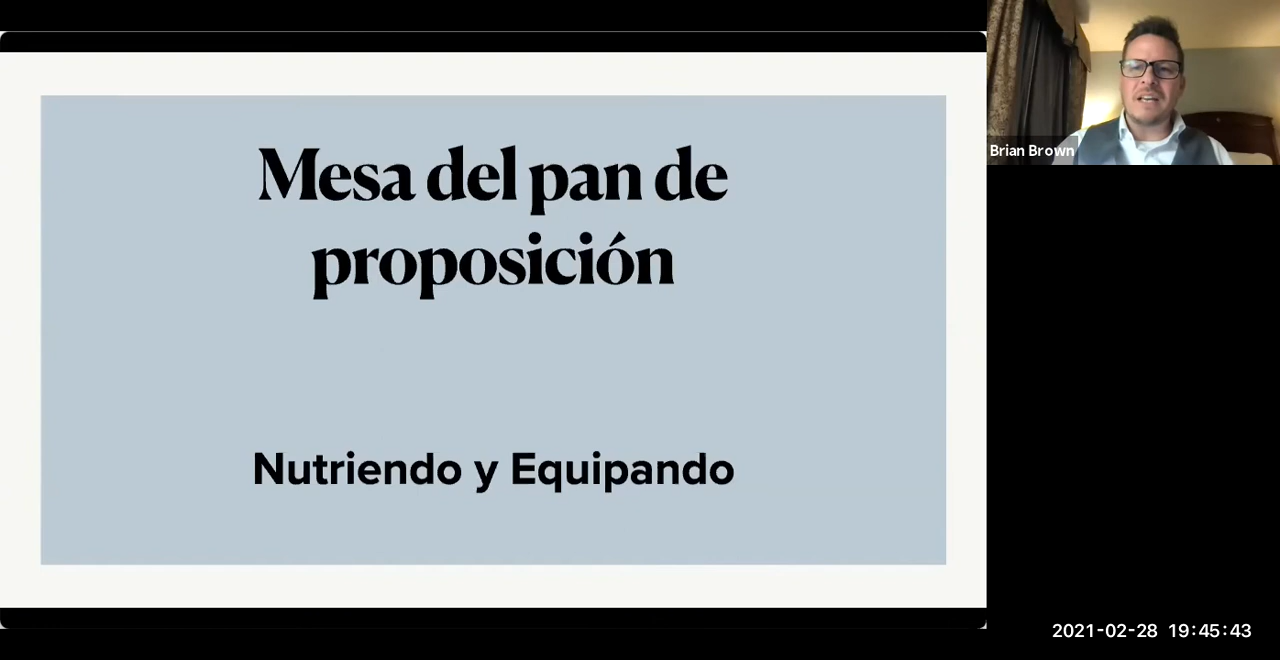 Mesa del pan de
proposición
Nutriendo y Equipando
Brian Brown
2021-02-28 19:45:43